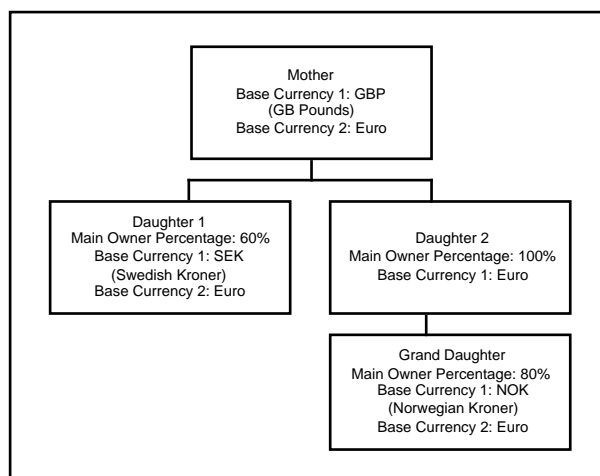 Mother
Base Currency 1: GBP
(GB Pounds)
Base Currency 2: Euro
Daughter 1
Main Owner Percentage: 60%
Base Currency 1: SEK
(Swedish Kroner)
Base Currency 2: Euro
Daughter 2
Main Owner Percentage: 100%
Base Currency 1: Euro
Grand Daughter
Main Owner Percentage: 80%
Base Currency 1: NOK
(Norwegian Kroner)
Base Currency 2: Euro